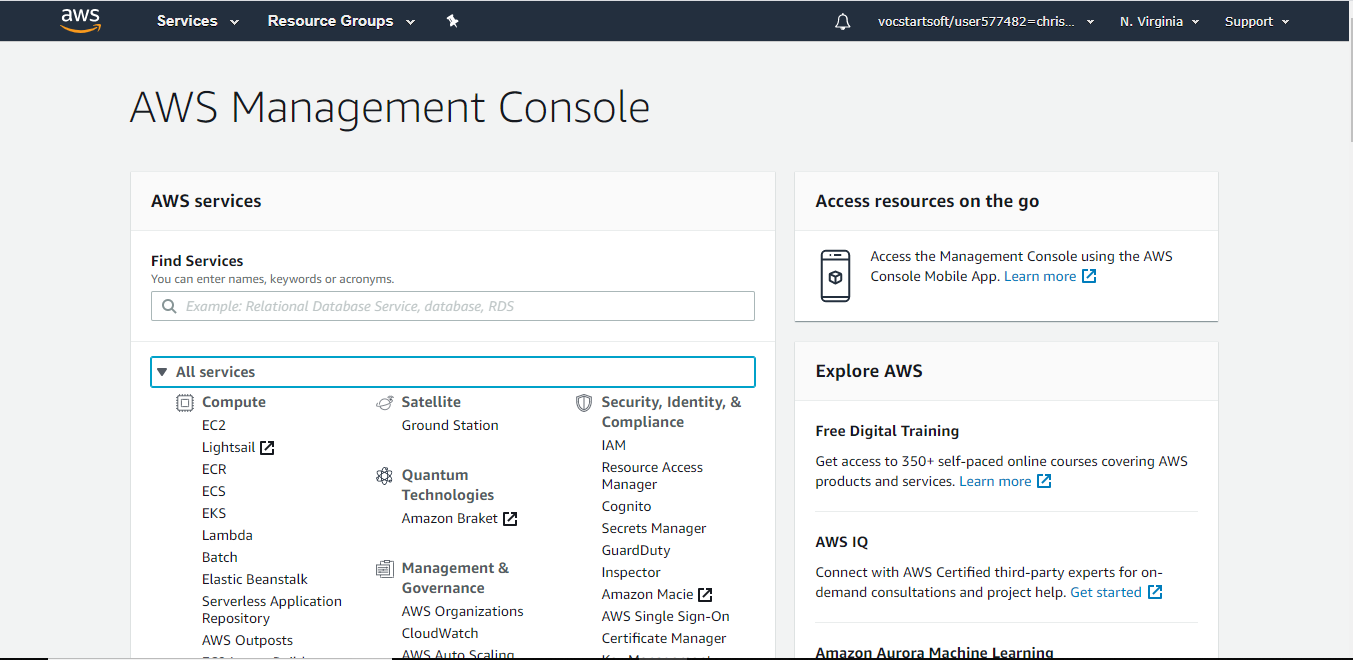 aws
Services
Resource Groups
vocstartsoft/user577482=chris...
N. Virginia
Support
AWS Management Console
AWS services
Find Services
You can enter names, keywords or acronyms.
Example: Relational Database Service, database, RDS
All services
Compute
EC2
Lightsail
ECR
ECS
EKS
Lambda
Batch
Elastic Beanstalk
Serverless Application
Repository
AWS Outposts
Satellite
Ground Station
Quantum
Technologies
Amazon Braket
Management &
Governance
AWS Organizations
CloudWatch
AWS Auto Scaling
Security, Identity, &
Compliance
IAM
Resource Access
Manager
Cognito
Secrets Manager
GuardDuty
Inspector
Amazon Macie
AWS Single Sign-On
Certificate Manager
Access resources on the go
Access the Management Console using the AWS
Console Mobile App. Learn more
Explore AWS
Free Digital Training
Get access to 350+ self-paced online courses covering AWS
products and services. Learn more
AWS IQ
Connect with AWS Certified third-party experts for on-
demand consultations and project help. Get started
Amazon Aurora Machine Learning